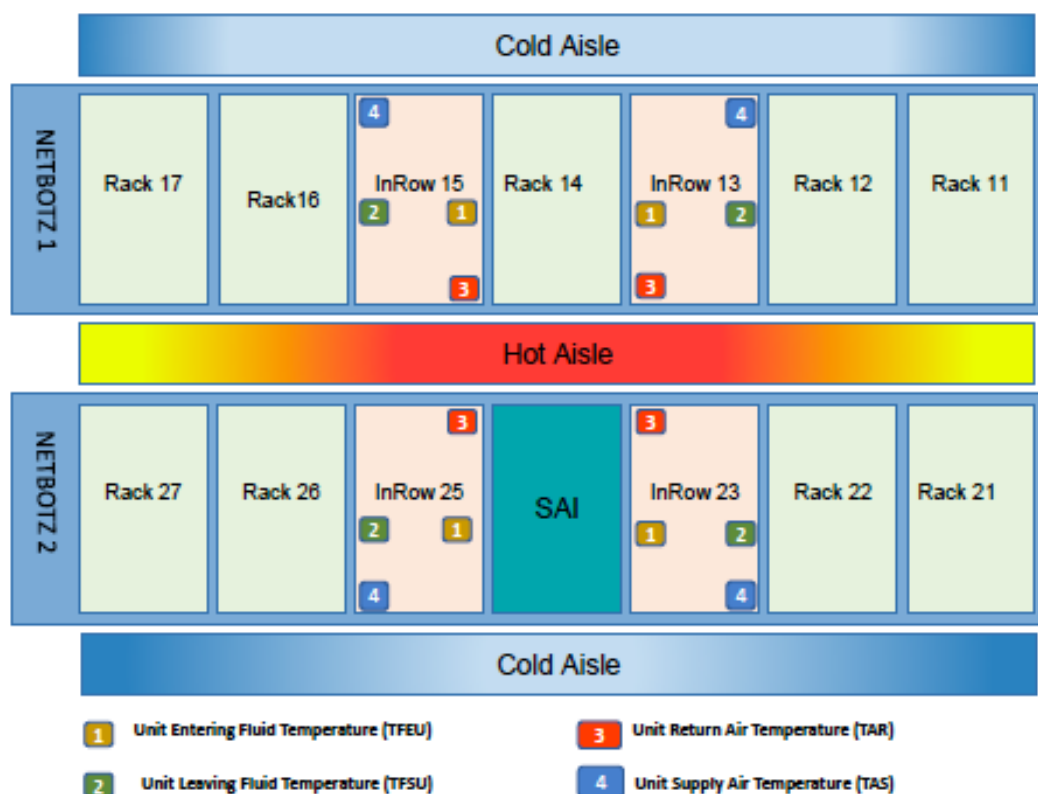 Cold Aisle
NETBOTZ 1
Rack 17
Rack16
InRow 15
Rack 14
InRow 13
Rack 12
Rack 11
4
4
2
1
1
2
3
3
Hot Aisle
NETBOTZ 2
3
3
Rack 27
Rack 26
InRow 25
SAI
InRow 23
Rack 22
Rack 21
2
1
1
2
4
4
Cold Aisle
1 Unit Entering Fluid Temperature (TFEU)
3 Unit Return Air Temperature (TAR)
2 Unit Leaving Fluid Temperature (TFSU)
4 Unit Supply Air Temperature (TAS)